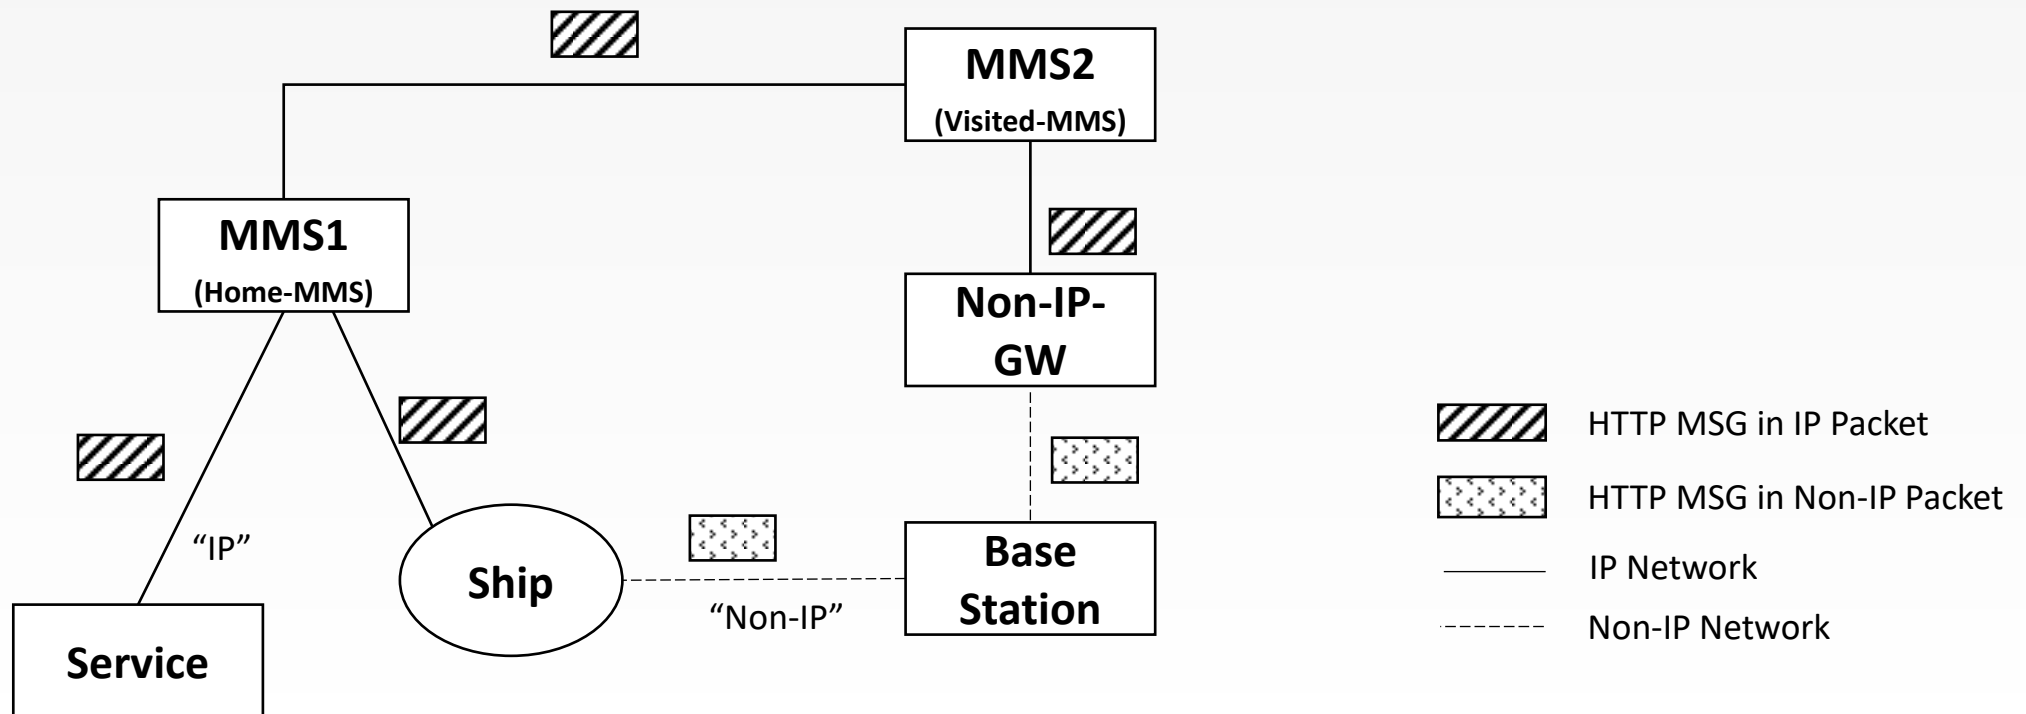 MMS2
(Visited-MMS)
MMS1
(Home-MMS)
Non-IP-
GW
“IP”
Ship
“Non-IP”
Base
Station
Service
HTTP MSG in IP Packet
HTTP MSG in Non-IP Packet
IP Network
Non-IP Network